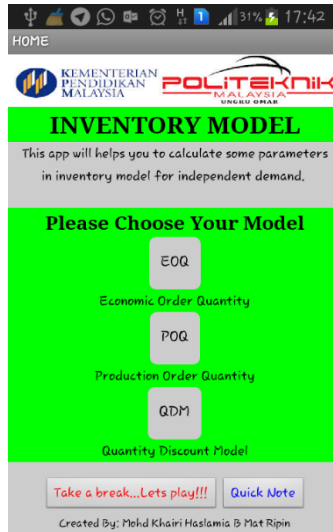 31% 17:42
HOME
KEMENTERIAN
PENDIDIKAN
MALAYSIA
POLITEKNIK
MALAYSIA
UNGKU OMAR
INVENTORY MODEL
This app will helps you to calculate some parameters
in inventory model for independent demand.
Please Choose Your Model
EOQ
Economic Order Quantity
POQ
Production Order Quantity
QDM
Quantity Discount Model
Take a break...Lets play!!! Quick Note
Created By: Mohd Khairi Haslamia B Mat Ripin